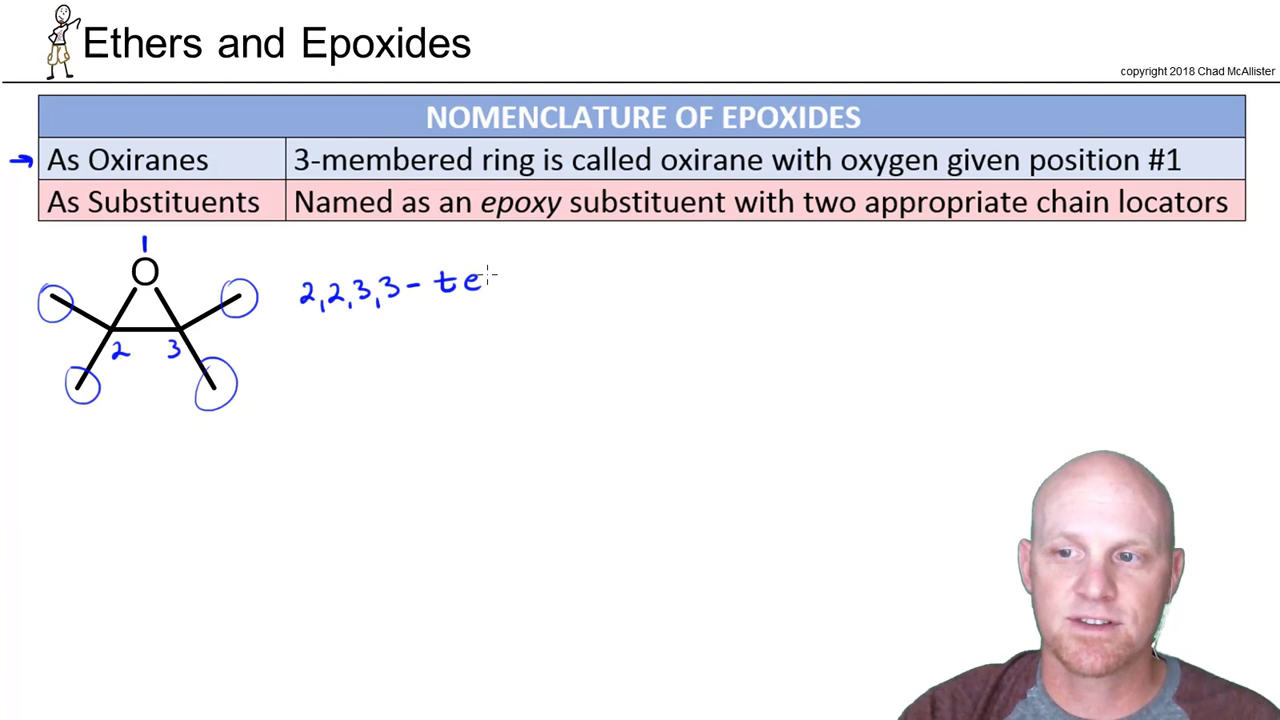 Ethers and Epoxides
copyright 2018 Chad McAllister
NOMENCLATURE OF EPOXIDES
→ As Oxiranes 3-membered ring is called oxirane with oxygen given position #1
As Substituents Named as an epoxy substituent with two appropriate chain locators
1
O
2,2,3,3- te
2 3